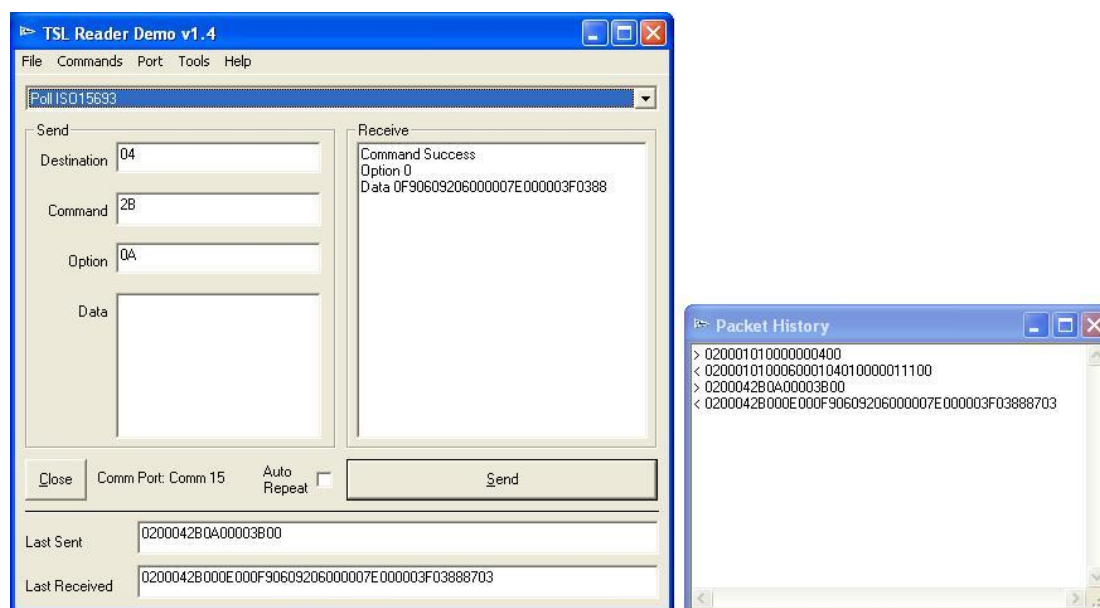 TSL Reader Demo v1.4
File Commands Port Tools Help
Poll ISO15693
Send
Destination 04
Command 2B
Option 0A
Data
Receive
Command Success
Option 0
Data 0F90609206000007E000003F0388
Close
Comm Port: Comm 15
Auto
Repeat
Send
Last Sent 0200042B0A00003B00
Last Received 0200042B000E000F90609206000007E000003F03888703
Packet History
> 020001010000000400
< 020001010006000104010000011100
> 0200042B0A00003B00
< 0200042B000E000F90609206000007E000003F03888703